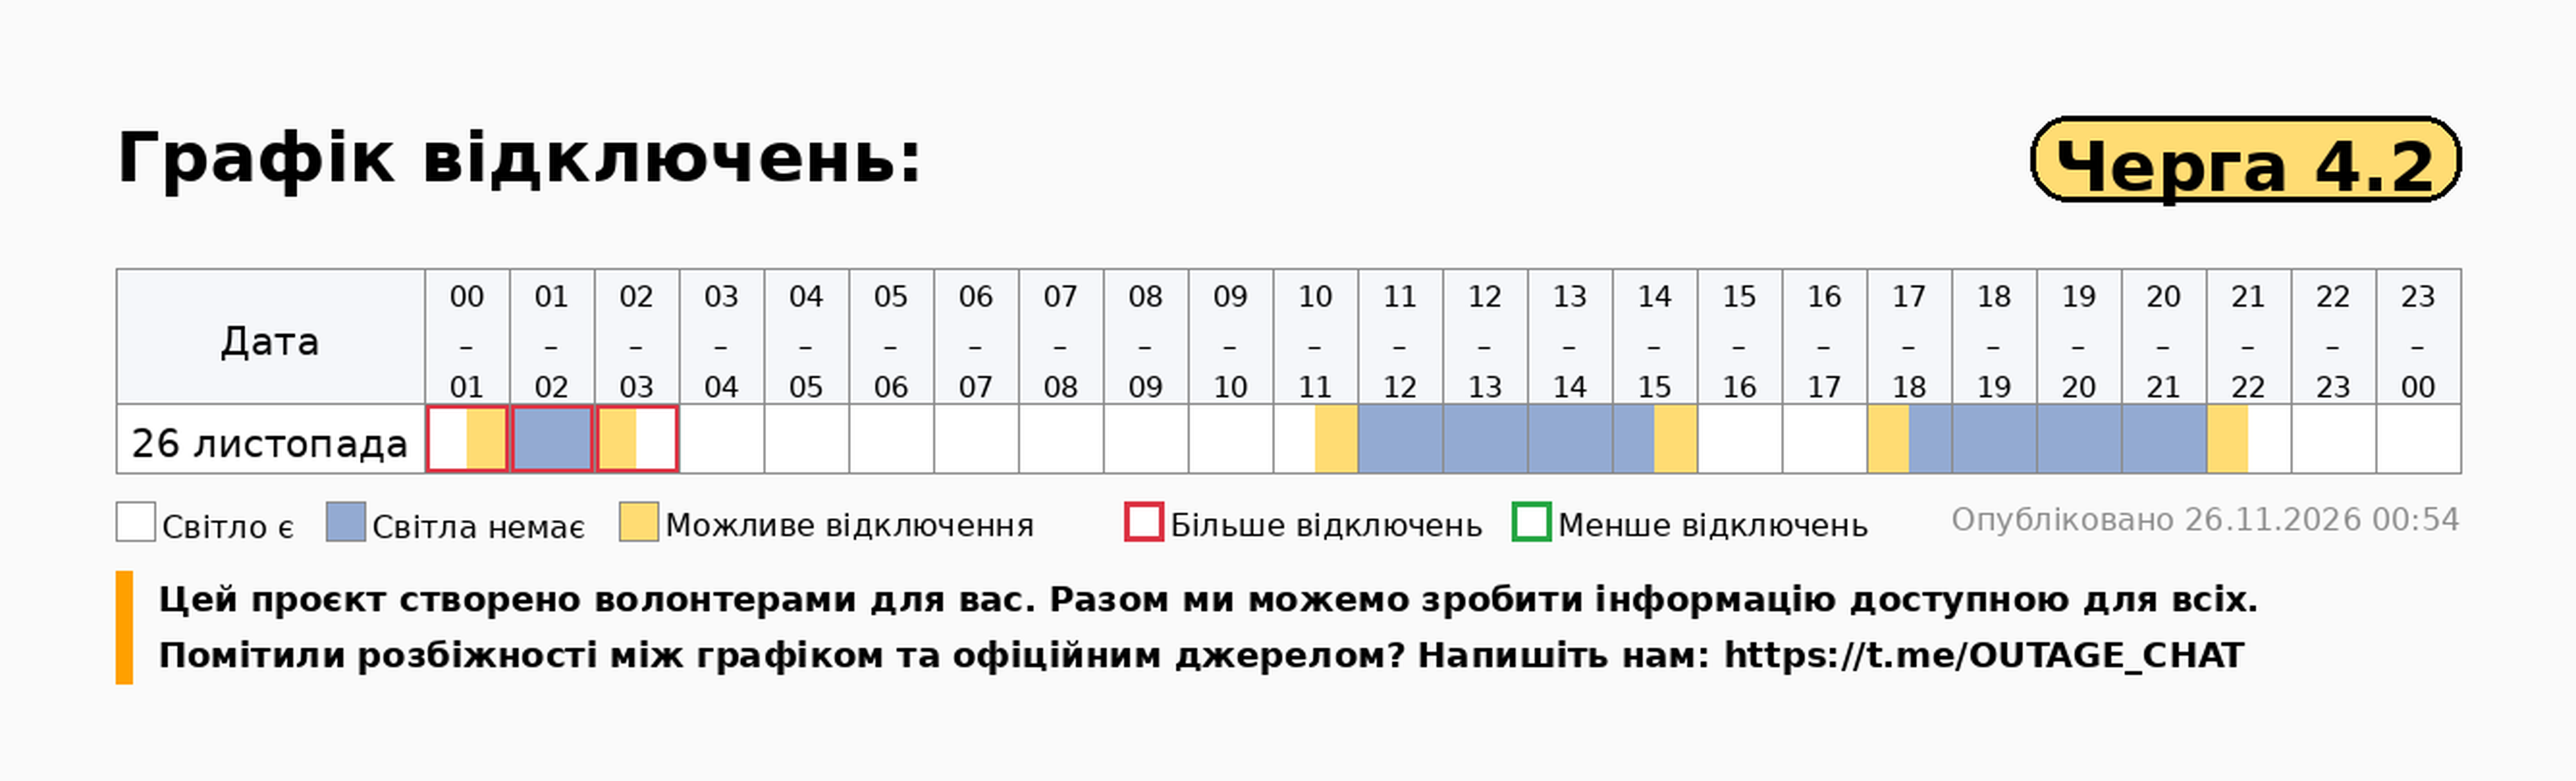 Графік відключень:
Черга 4.2
Дата
00 – 01
01 – 02
02 – 03
03 – 04
04 – 05
05 – 06
06 – 07
07 – 08
08 – 09
09 – 10
10 – 11
11 – 12
12 – 13
13 – 14
14 – 15
15 – 16
16 – 17
17 – 18
18 – 19
19 – 20
20 – 21
21 – 22
22 – 23
23 – 00
26 листопада
Світло є
Світла немає
Можливе відключення
Більше відключень
Менше відключень
Опубліковано 26.11.2026 00:54
Цей проєкт створено волонтерами для вас. Разом ми можемо зробити інформацію доступною для всіх.
Помітили розбіжності між графіком та офіційним джерелом? Напишіть нам: https://t.me/OUTAGE_CHAT